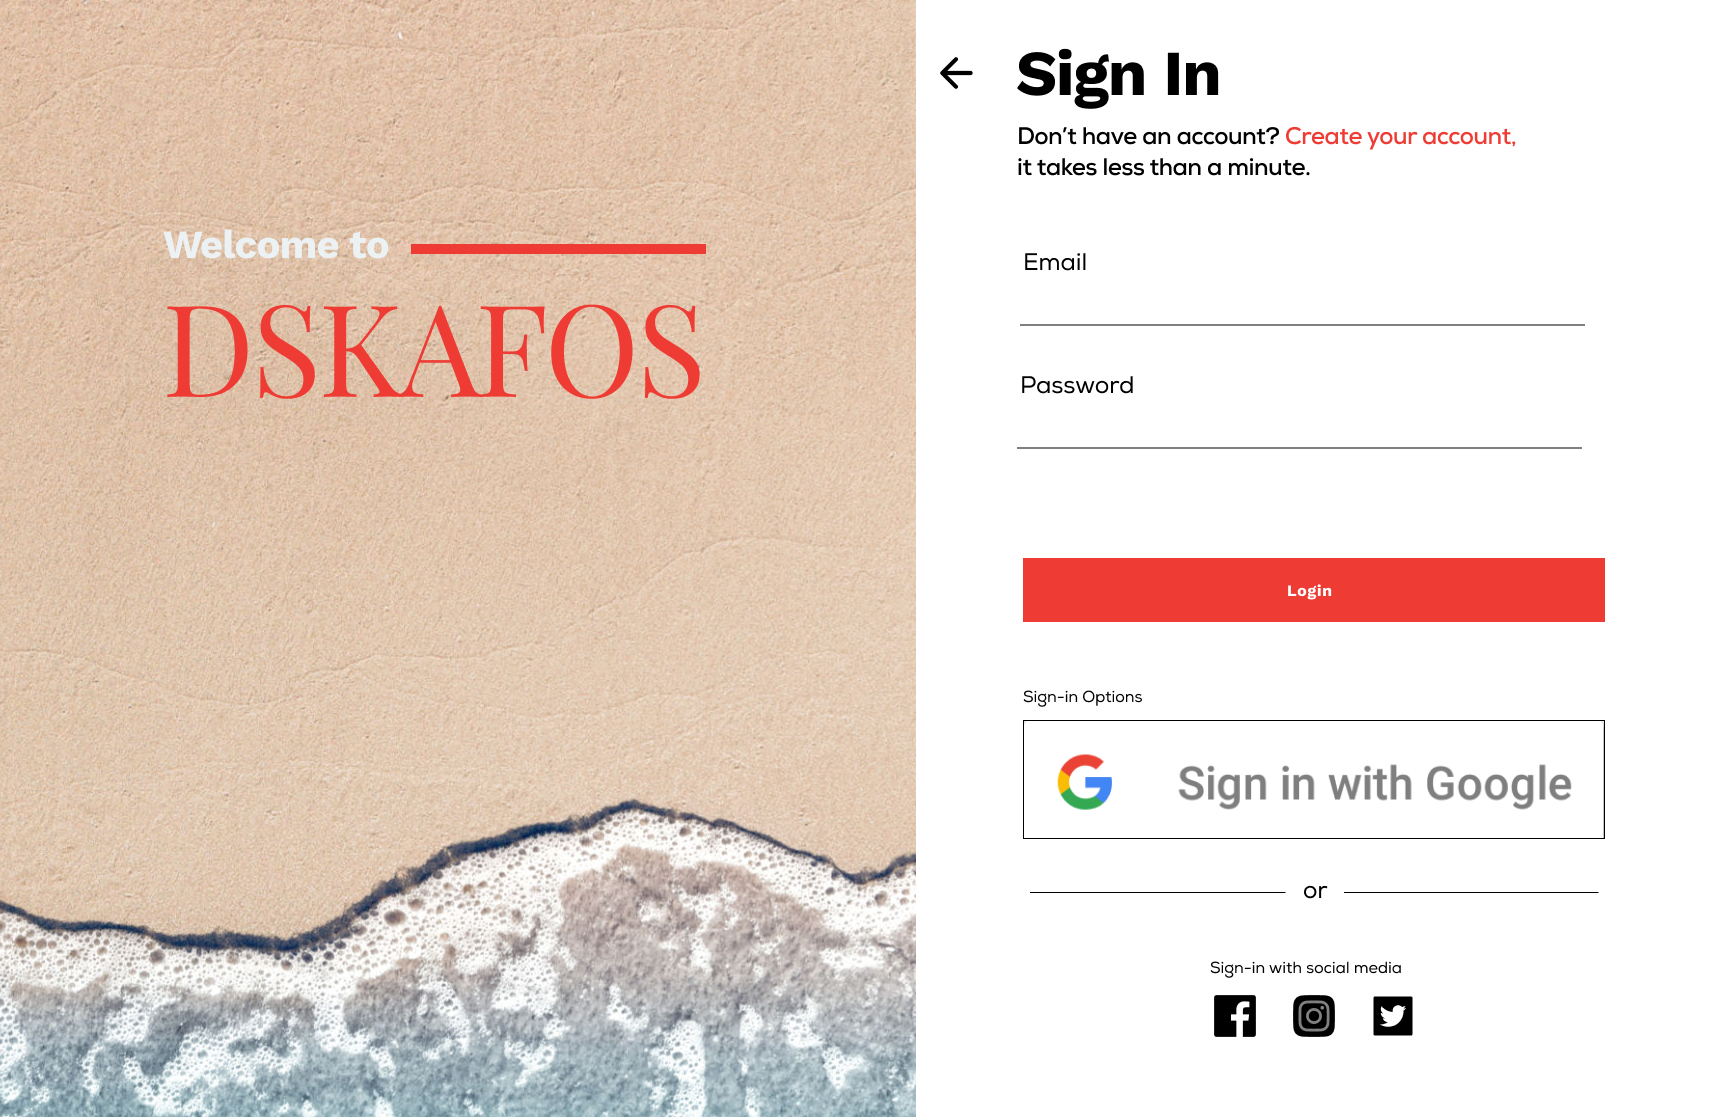 Welcome to
DSKAFOS
Sign In
Don't have an account? Create your account,
it takes less than a minute.
Email
Password
Login
Sign-in Options
Sign in with Google
or
Sign-in with social media